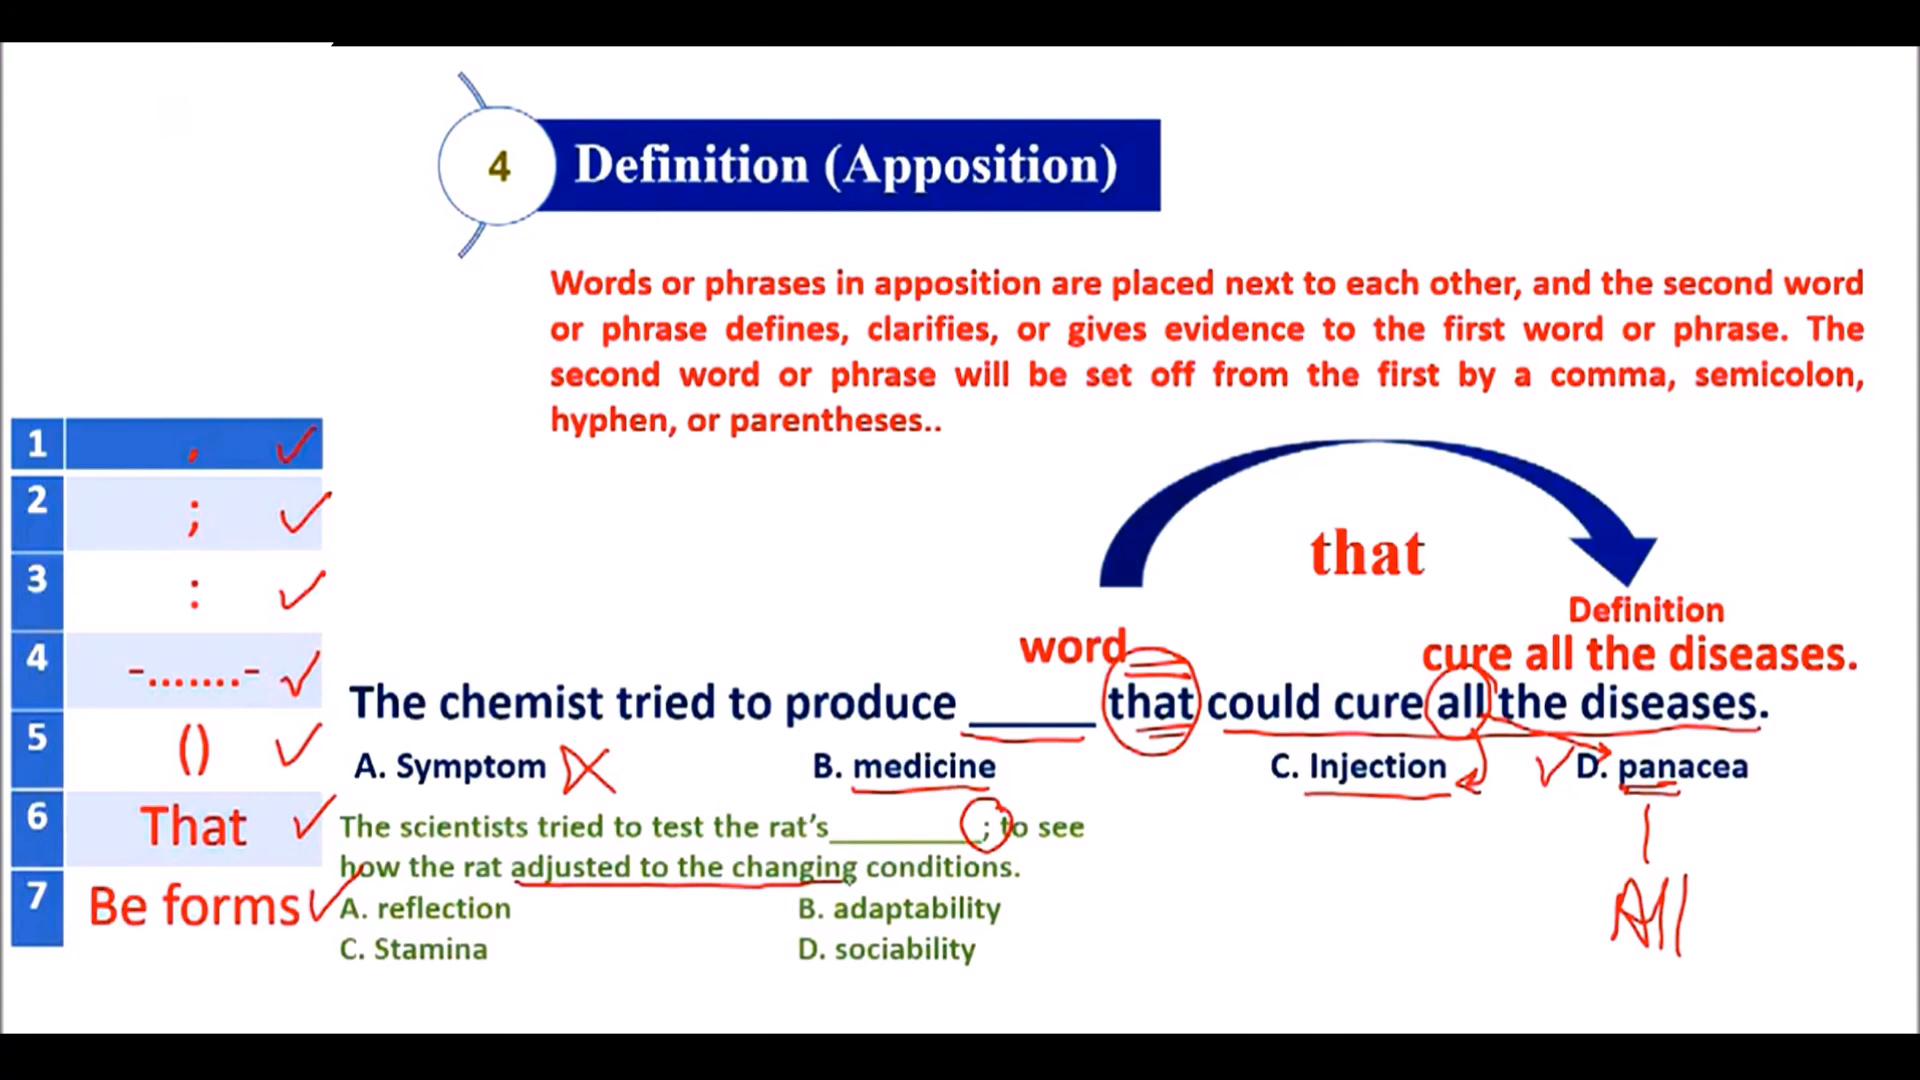 4
Definition (Apposition)
Words or phrases in apposition are placed next to each other, and the second word
or phrase defines, clarifies, or gives evidence to the first word or phrase. The
second word or phrase will be set off from the first by a comma, semicolon,
hyphen, or parentheses..
1 ,
2 ;
3 :
4 -.......-
5 ()
6 That
7 Be forms
that
Definition
word
cure all the diseases.
The chemist tried to produce ______ that could cure all the diseases.
A. Symptom B. medicine C. Injection D. panacea
All
The scientists tried to test the rat’s__________; to see
how the rat adjusted to the changing conditions.
A. reflection B. adaptability
C. Stamina D. sociability